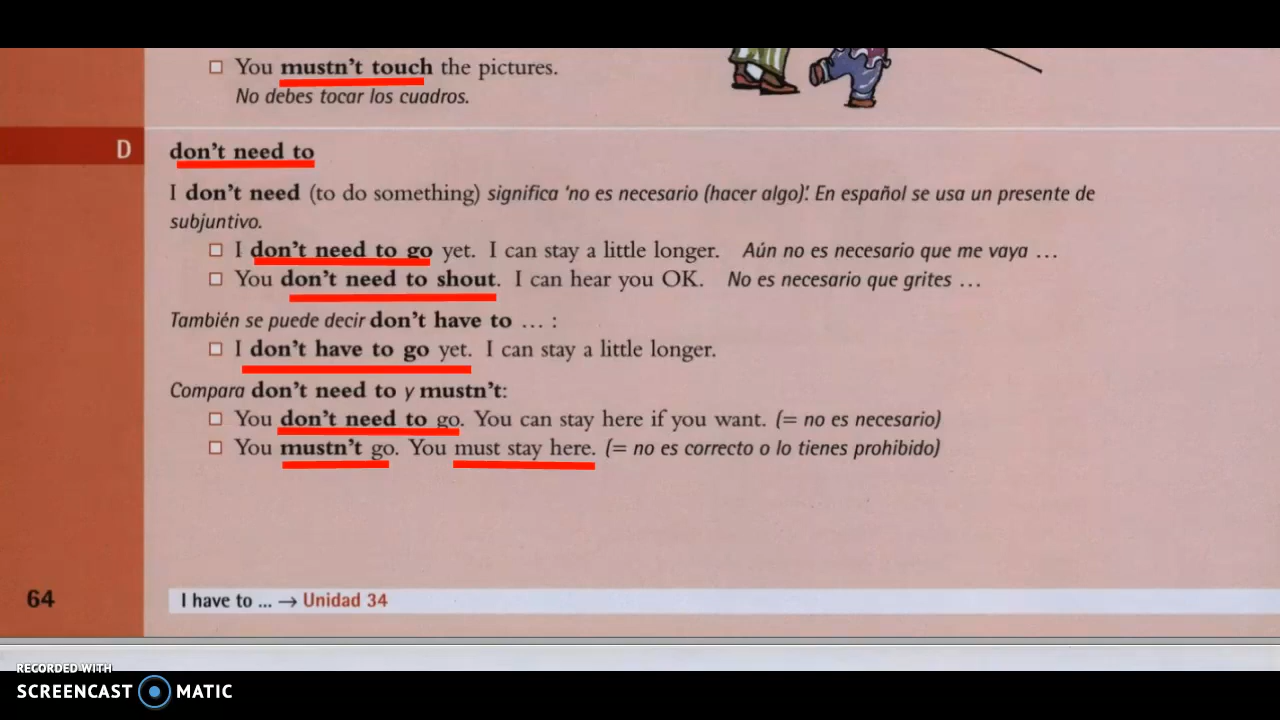 You mustn't touch the pictures.
No debes tocar los cuadros.
D
don't need to
I don't need (to do something) significa 'no es necesario (hacer algo)'. En español se usa un presente de
subjuntivo.
I don't need to go yet. I can stay a little longer. Aún no es necesario que me vaya ...
You don't need to shout. I can hear you OK. No es necesario que grites ...
También se puede decir don't have to ... :
I don't have to go yet. I can stay a little longer.
Compara don't need to y mustn't:
You don't need to go. You can stay here if you want. (= no es necesario)
You mustn't go. You must stay here. (= no es correcto o lo tienes prohibido)
64
I have to ... → Unidad 34
RECORDED WITH
SCREENCAST MATIC